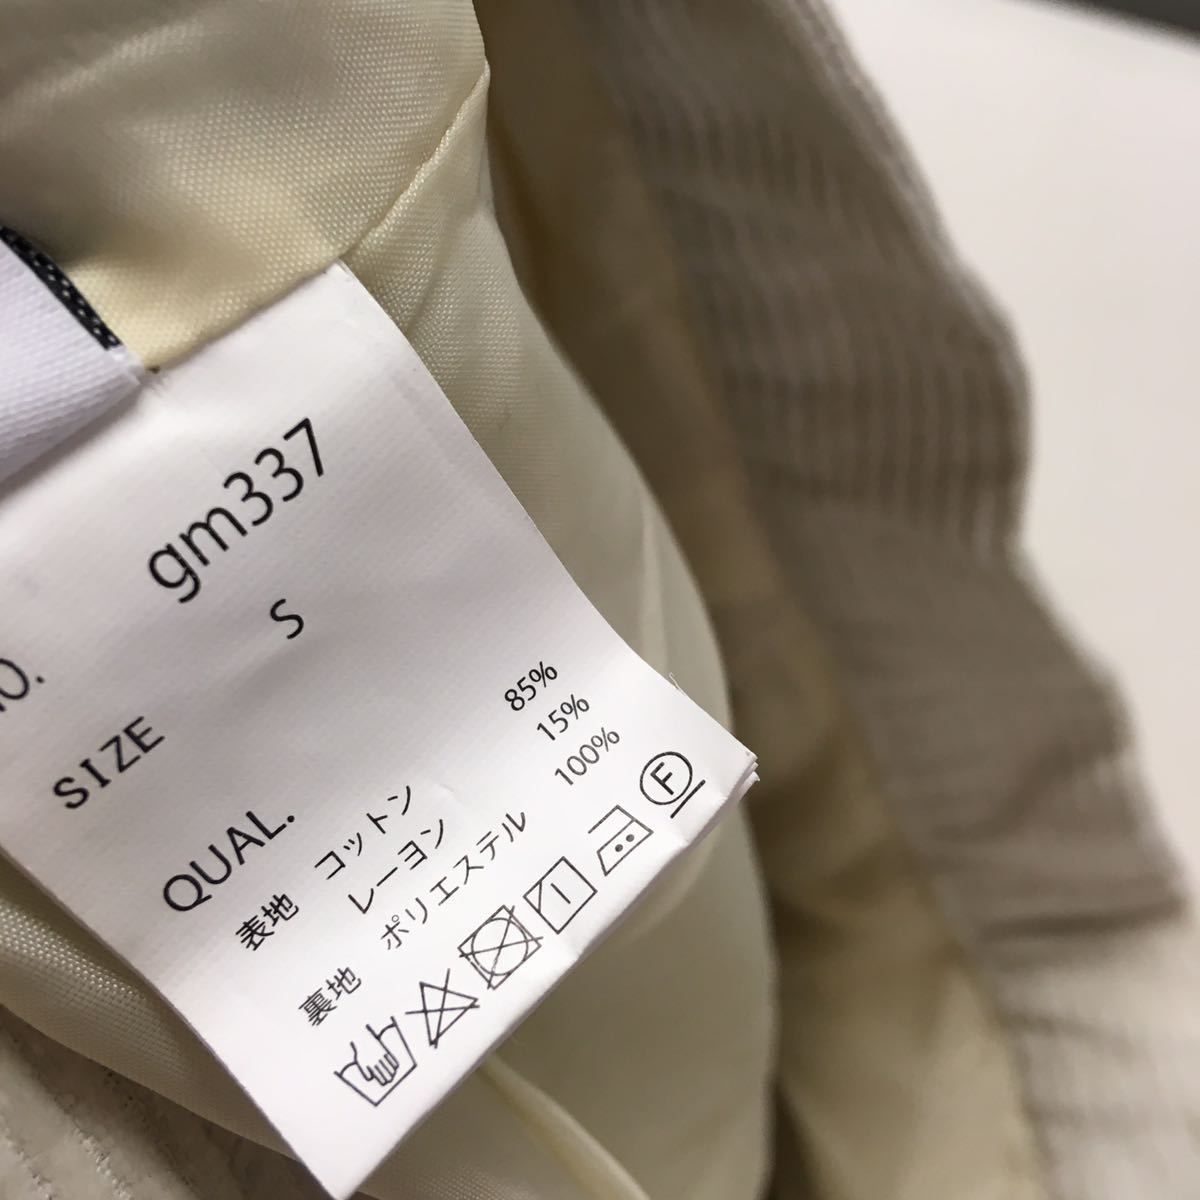 gm337
SIZE S
QUAL.
表地 コットン 85%
レーヨン 15%
裏地 ポリエステル 100%
F